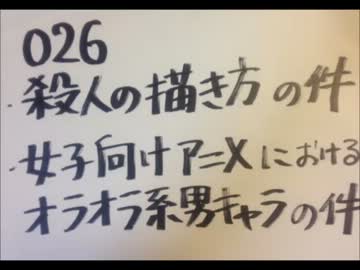 026
・殺人の描き方の件
・女子向けアニメにおける
オラオラ系男キャラの件